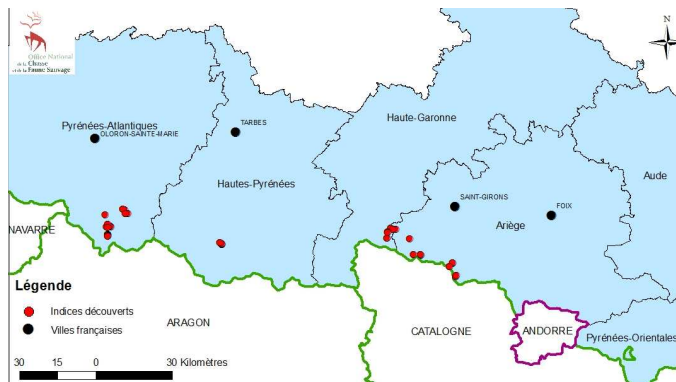 Office National
de la Chasse
et de la Faune Sauvage
N
Pyrénées-Atlantiques
OLORON-SAINTE-MARIE
TARBES
Hautes-Pyrénées
Haute-Garonne
SAINT-GIRONS
FOIX
Ariège
Aude
NAVARRE
Légende
Indices découverts
Villes françaises
ARAGON
CATALOGNE
ANDORRE
Pyrénées-Orientales
30 15 0 30 Kilomètres